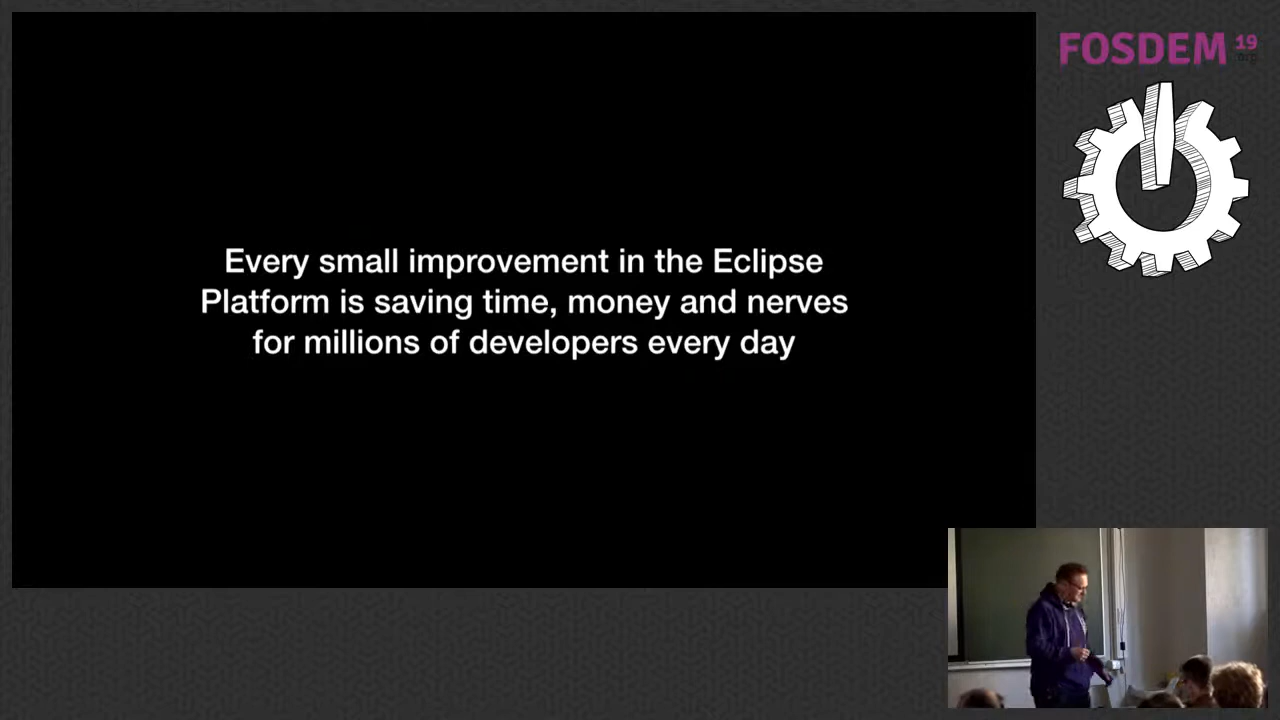 FOSDEM 19
.org
Every small improvement in the Eclipse
Platform is saving time, money and nerves
for millions of developers every day